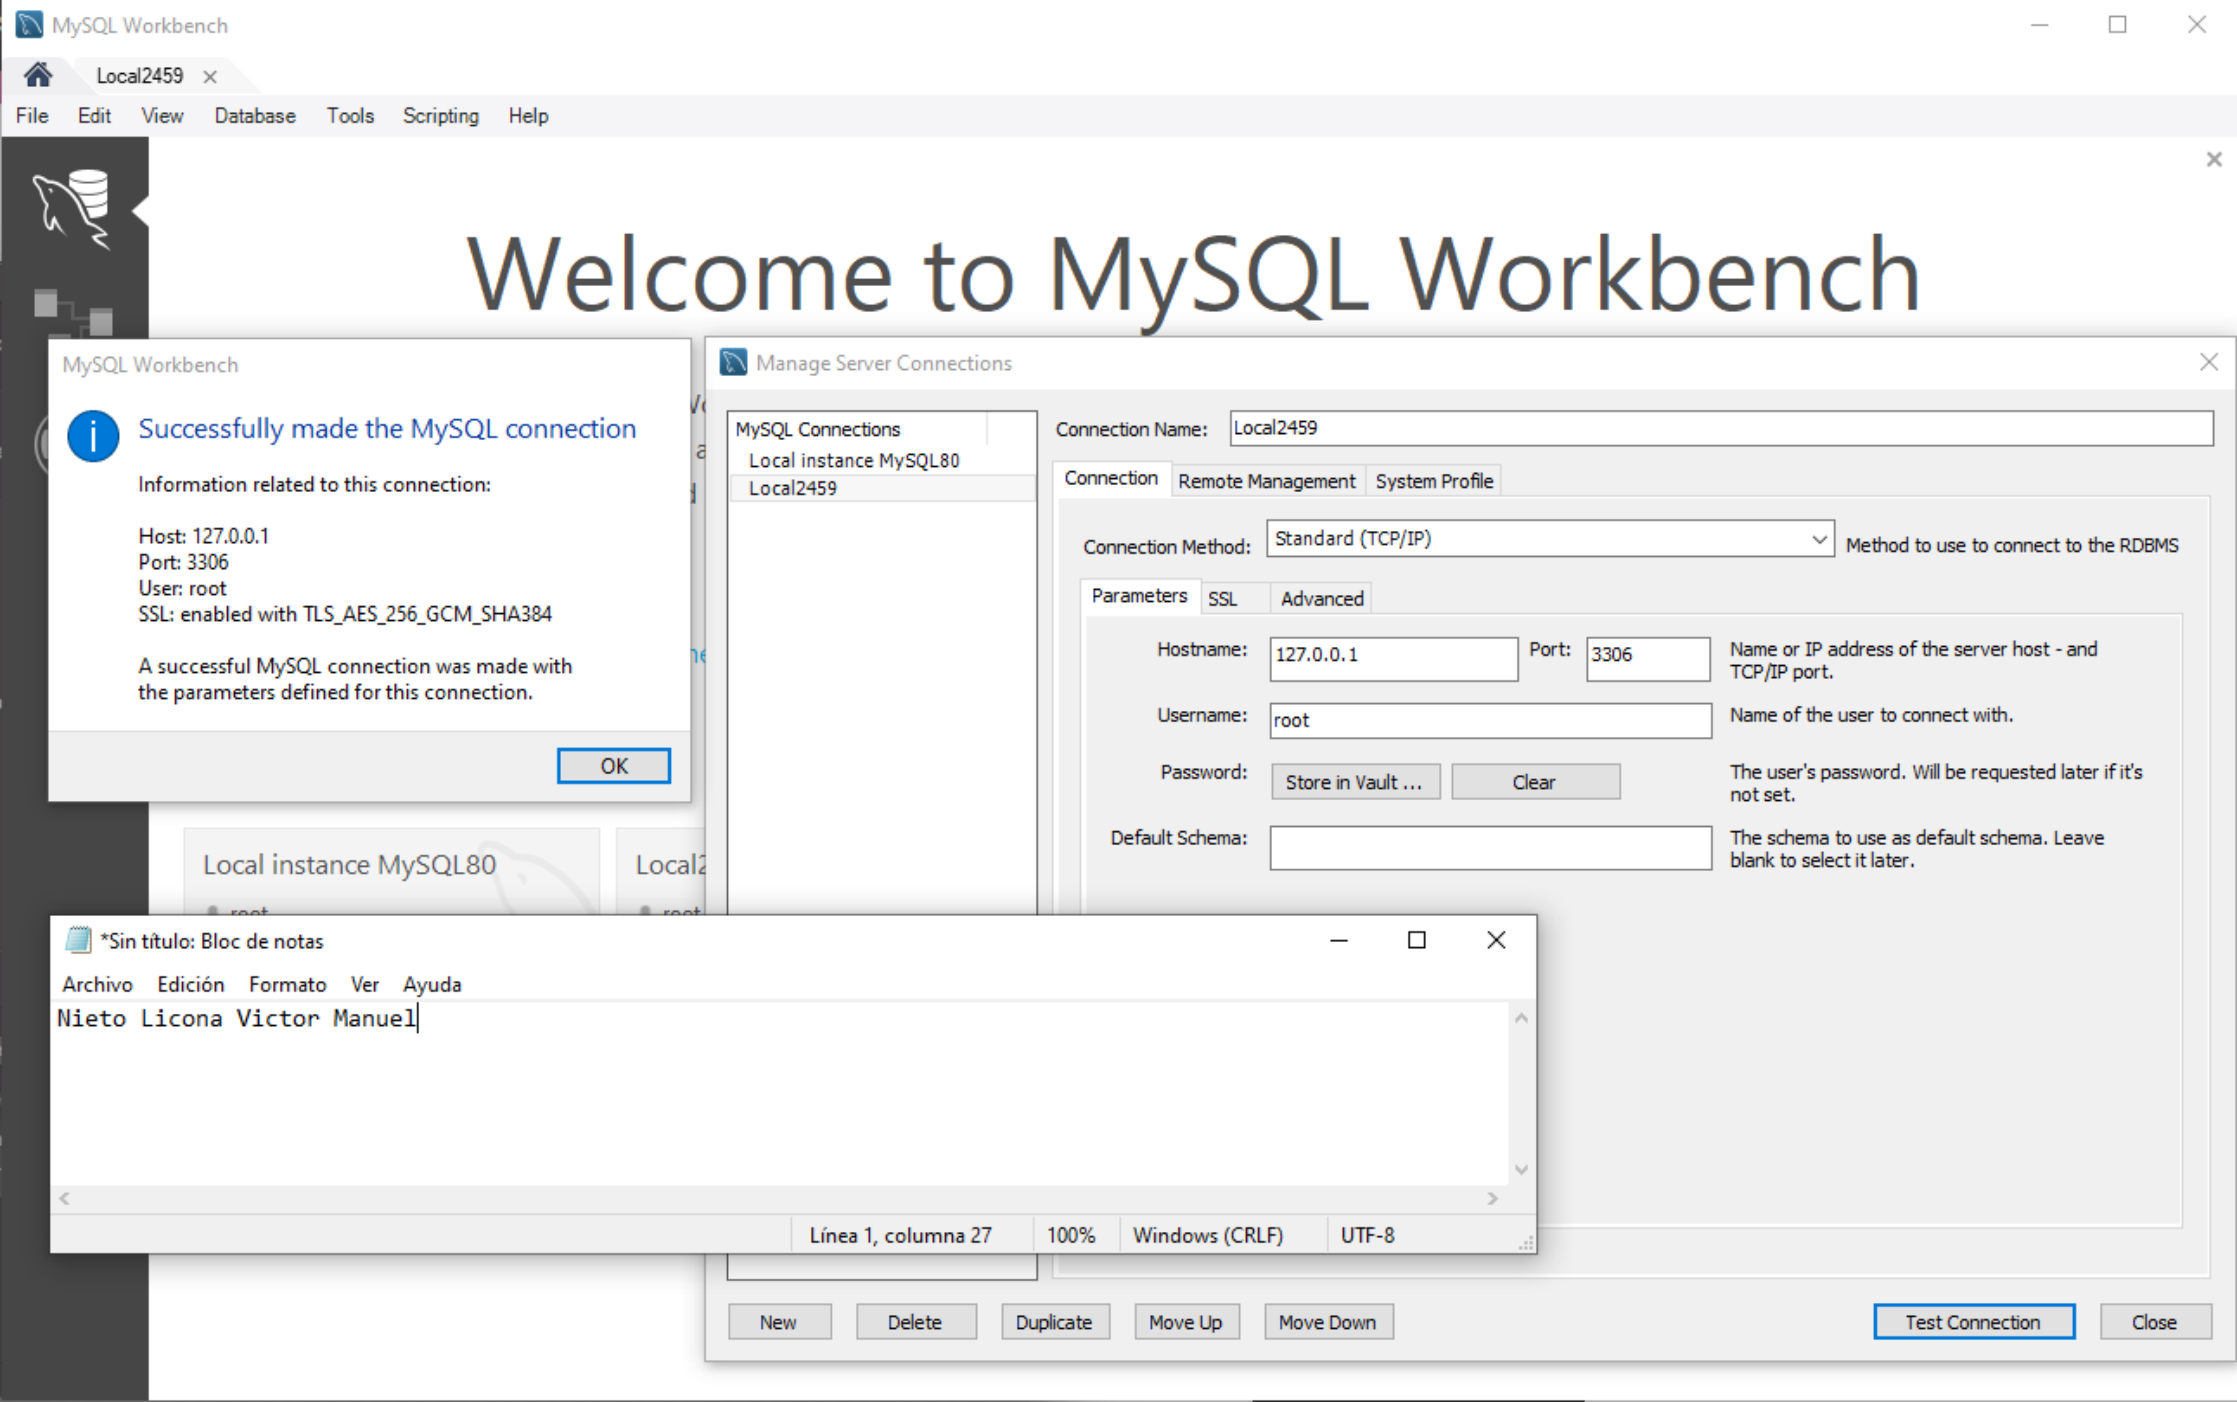 MySQL Workbench
Local2459
File Edit View Database Tools Scripting Help
Welcome to MySQL Workbench
MySQL Workbench
Successfully made the MySQL connection
Information related to this connection:
Host: 127.0.0.1
Port: 3306
User: root
SSL: enabled with TLS_AES_256_GCM_SHA384
A successful MySQL connection was made with
the parameters defined for this connection.
OK
Manage Server Connections
MySQL Connections
Local instance MySQL80
Local2459
Connection Name: Local2459
Connection Remote Management System Profile
Connection Method: Standard (TCP/IP) Method to use to connect to the RDBMS
Parameters SSL Advanced
Hostname: 127.0.0.1 Port: 3306 Name or IP address of the server host - and
TCP/IP port.
Username: root Name of the user to connect with.
Password: Store in Vault ... Clear The user's password. Will be requested later if it's
not set.
Default Schema: The schema to use as default schema. Leave
blank to select it later.
Local instance MySQL80
root
Local2
root
*Sin título: Bloc de notas
Archivo Edición Formato Ver Ayuda
Nieto Licona Victor Manuel
Línea 1, columna 27 100% Windows (CRLF) UTF-8
New Delete Duplicate Move Up Move Down Test Connection Close